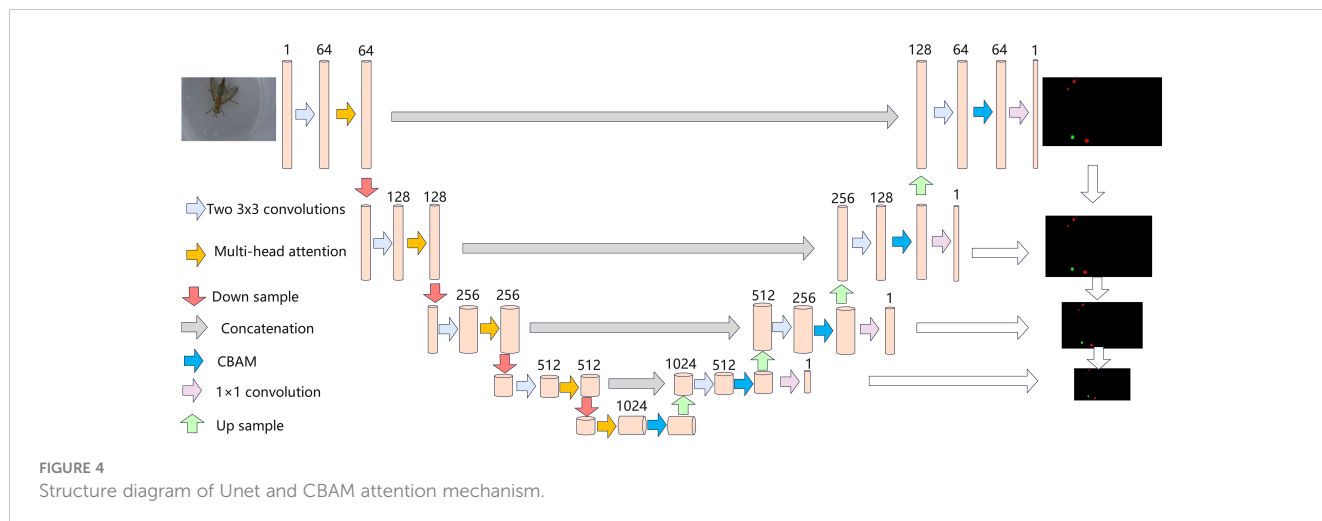 1 64 64 128 64 64 1
128 128 256 128 1
Two 3x3 convolutions
Multi-head attention
Down sample
256 256 512 256 1
Concatenation
CBAM
512 512 1024 512 1
1×1 convolution
1024
Up sample
FIGURE 4
Structure diagram of Unet and CBAM attention mechanism.